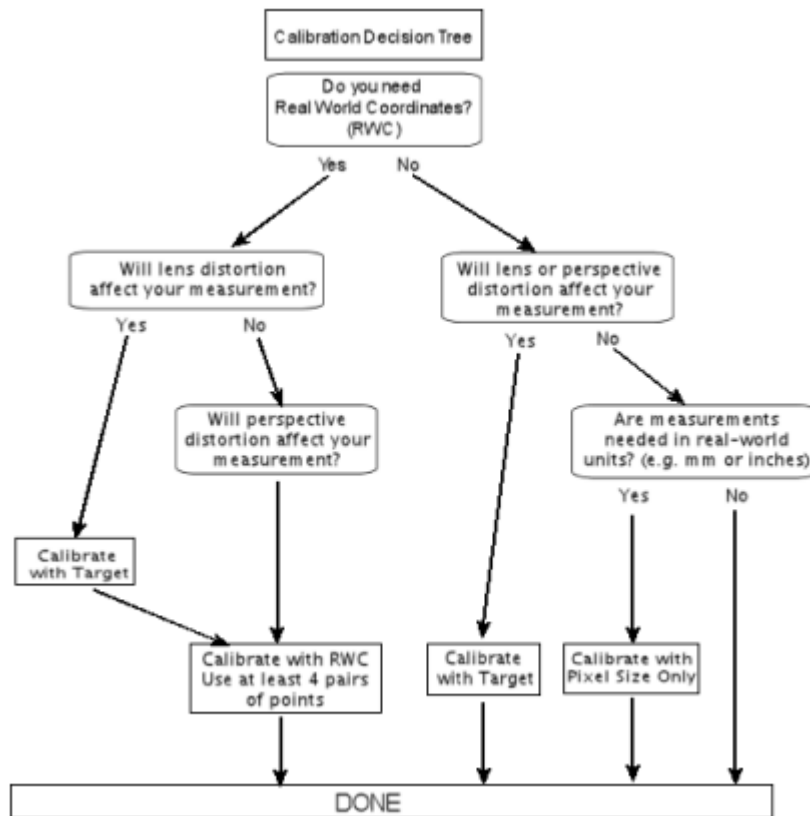 Calibration Decision Tree
Do you need
Real World Coordinates?
(RWC)
Yes No
Will lens distortion
affect your measurement?
Will lens or perspective
distortion affect your
measurement?
Yes No
Yes No
Will perspective
distortion affect your
measurement?
Are measurements
needed in real-world
units? (e.g. mm or inches)
Yes No
Calibrate
with Target
Calibrate with RWC
Use at least 4 pairs
of points
Calibrate
with Target
Calibrate with
Pixel Size Only
DONE